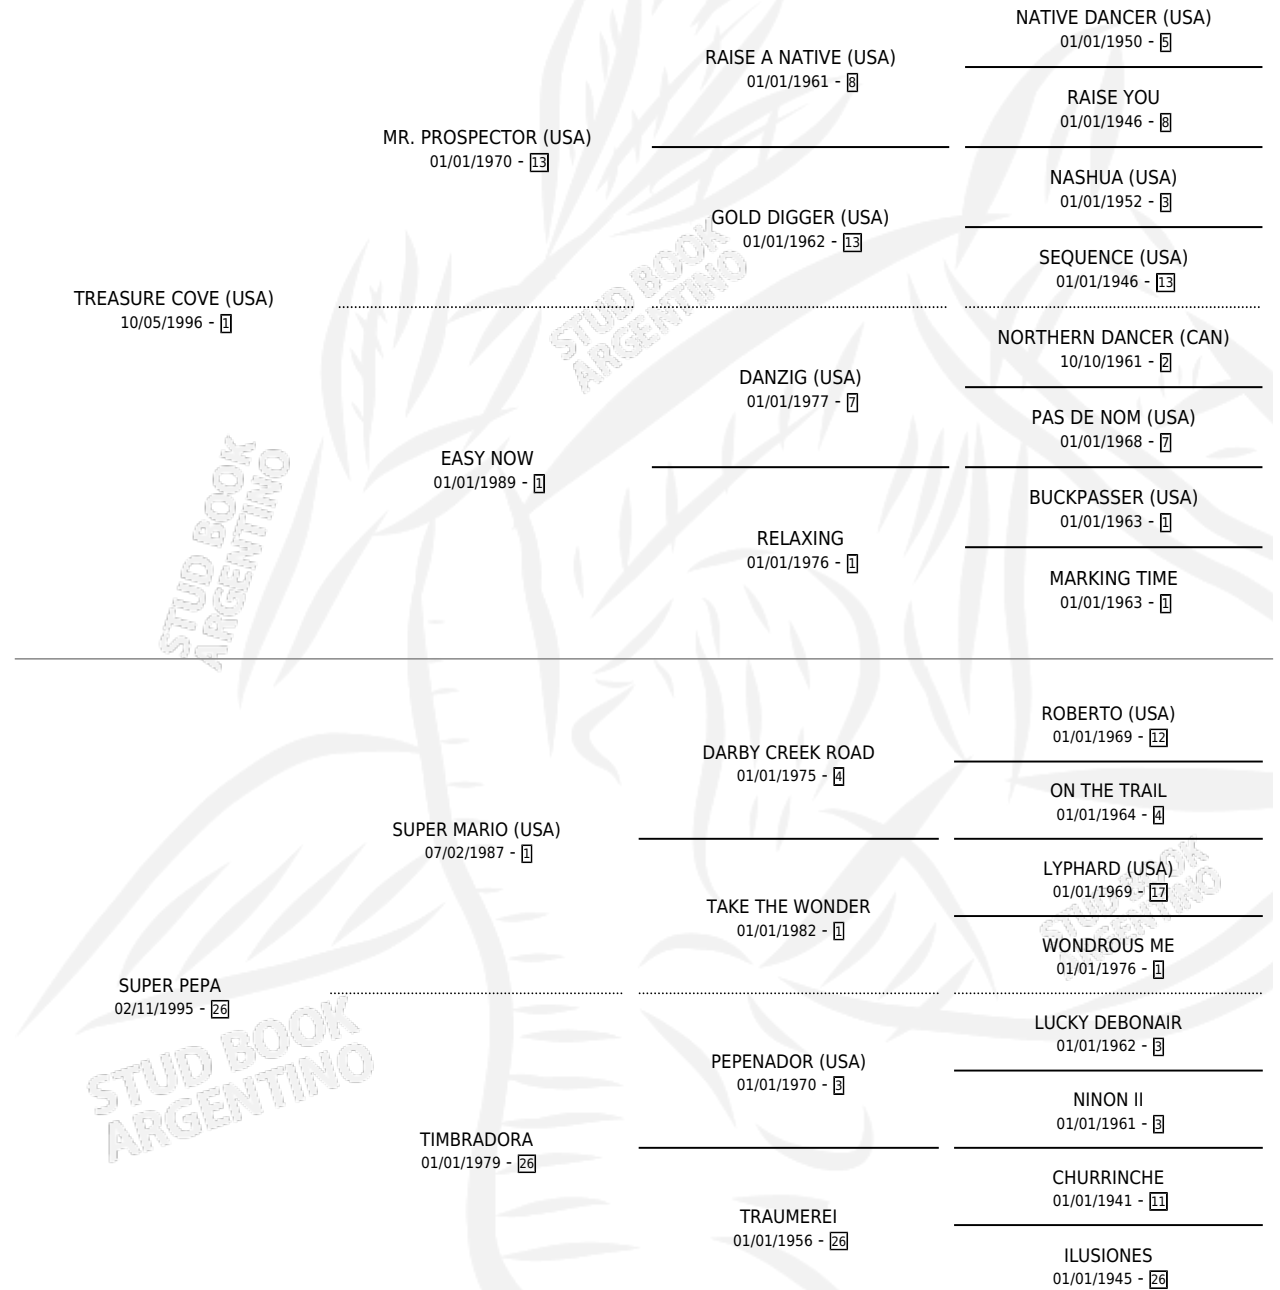 NATIVE DANCER (USA)
01/01/1950 - 5
RAISE A NATIVE (USA)
01/01/1961 - 8
RAISE YOU
01/01/1946 - 8
MR. PROSPECTOR (USA)
01/01/1970 - 13
NASHUA (USA)
01/01/1952 - 3
GOLD DIGGER (USA)
01/01/1962 - 13
SEQUENCE (USA)
01/01/1946 - 13
TREASURE COVE (USA)
10/05/1996 - 1
NORTHERN DANCER (CAN)
10/10/1961 - 2
DANZIG (USA)
01/01/1977 - 7
PAS DE NOM (USA)
01/01/1968 - 7
EASY NOW
01/01/1989 - 1
BUCKPASSER (USA)
01/01/1963 - 1
RELAXING
01/01/1976 - 1
MARKING TIME
01/01/1963 - 1
STUD BOOK
ARGENTINO
STUD BOOK
ARGENTINO
ROBERTO (USA)
01/01/1969 - 12
DARBY CREEK ROAD
01/01/1975 - 4
ON THE TRAIL
01/01/1964 - 4
SUPER MARIO (USA)
07/02/1987 - 1
LYPHARD (USA)
01/01/1969 - 17
TAKE THE WONDER
01/01/1982 - 1
WONDROUS ME
01/01/1976 - 1
STUD BOOK
ARGENTINO
SUPER PEPA
02/11/1995 - 26
LUCKY DEBONAIR
01/01/1962 - 3
PEPENADOR (USA)
01/01/1970 - 3
NINON II
01/01/1961 - 3
STUD BOOK
ARGENTINO
TIMBRADORA
01/01/1979 - 26
CHURRINCHE
01/01/1941 - 11
TRAUMEREI
01/01/1956 - 26
ILUSIONES
01/01/1945 - 26